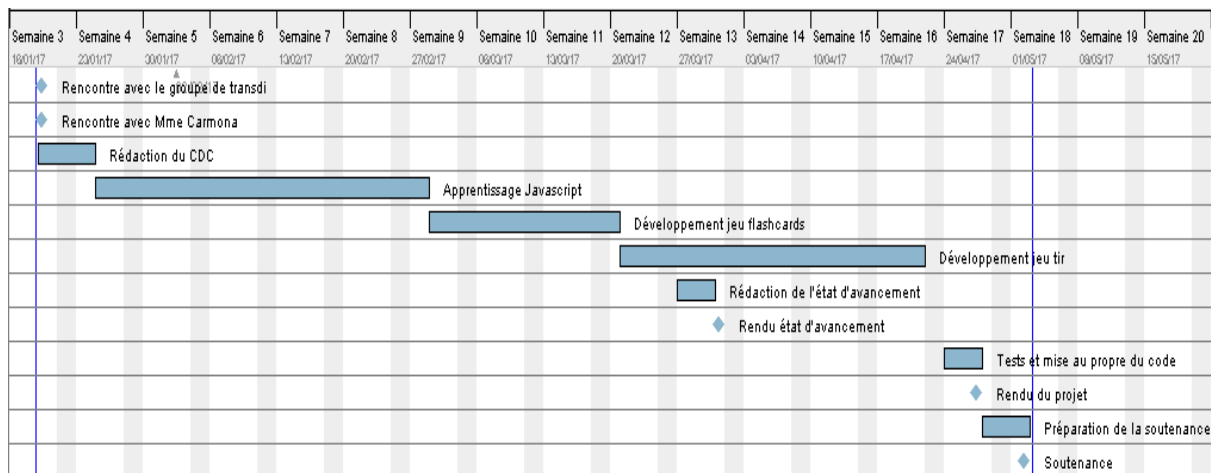 Semaine 3 Semaine 4 Semaine 5 Semaine 6 Semaine 7 Semaine 8 Semaine 9 Semaine 10 Semaine 11 Semaine 12 Semaine 13 Semaine 14 Semaine 15 Semaine 16 Semaine 17 Semaine 18 Semaine 19 Semaine 20
16/01/17 23/01/17 30/01/17 06/02/17 13/02/17 20/02/17 27/02/17 06/03/17 13/03/17 20/03/17 27/03/17 03/04/17 10/04/17 17/04/17 24/04/17 01/05/17 08/05/17 15/05/17
Rencontre avec le groupe de transdi
Rencontre avec Mme Carmona
Rédaction du CDC
Apprentissage Javascript
Développement jeu flashcards
Développement jeu tir
Rédaction de l'état d'avancement
Rendu état d'avancement
Tests et mise au propre du code
Rendu du projet
Préparation de la soutenance
Soutenance